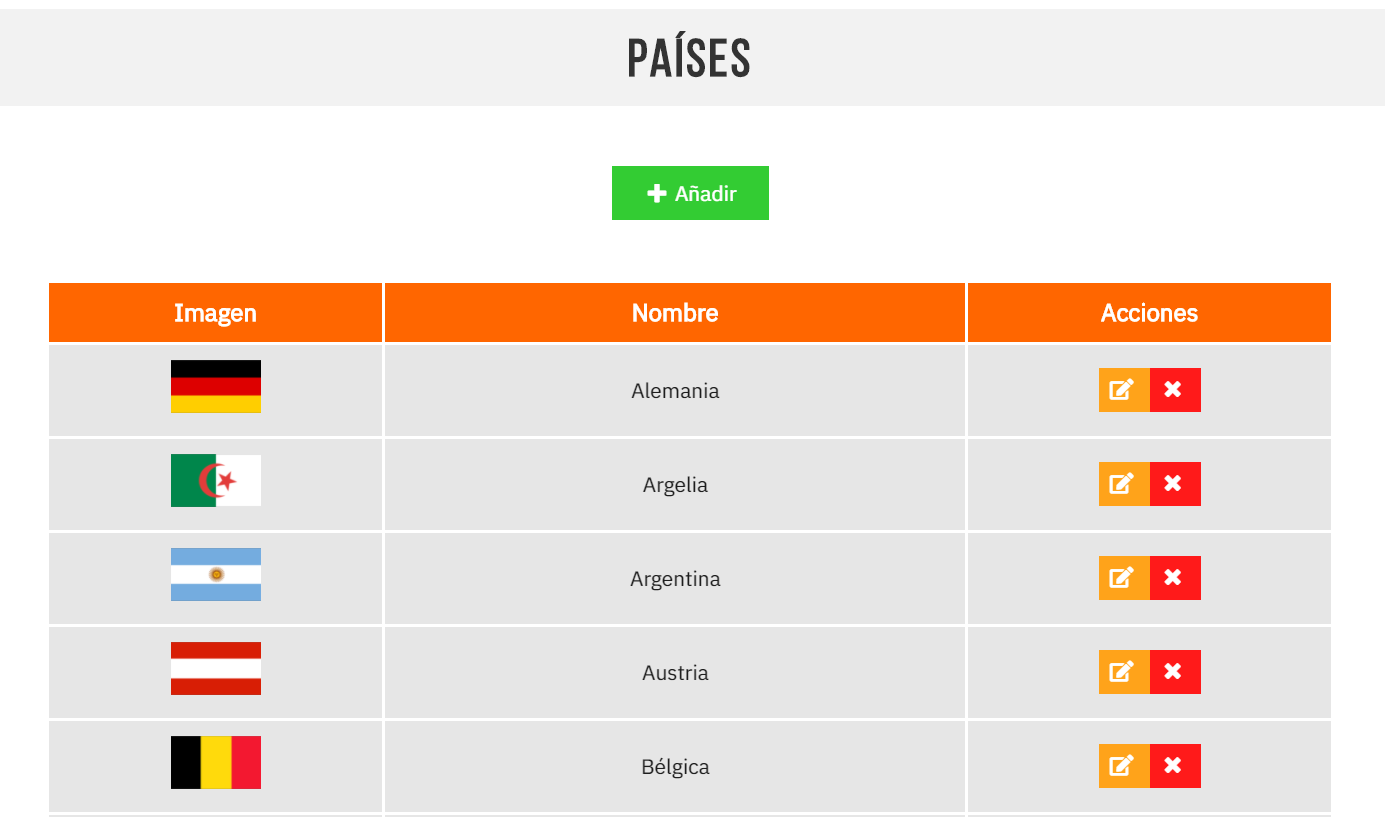 PAÍSES
Añadir
Imagen Nombre Acciones
Alemania
Argelia
Argentina
Austria
Bélgica